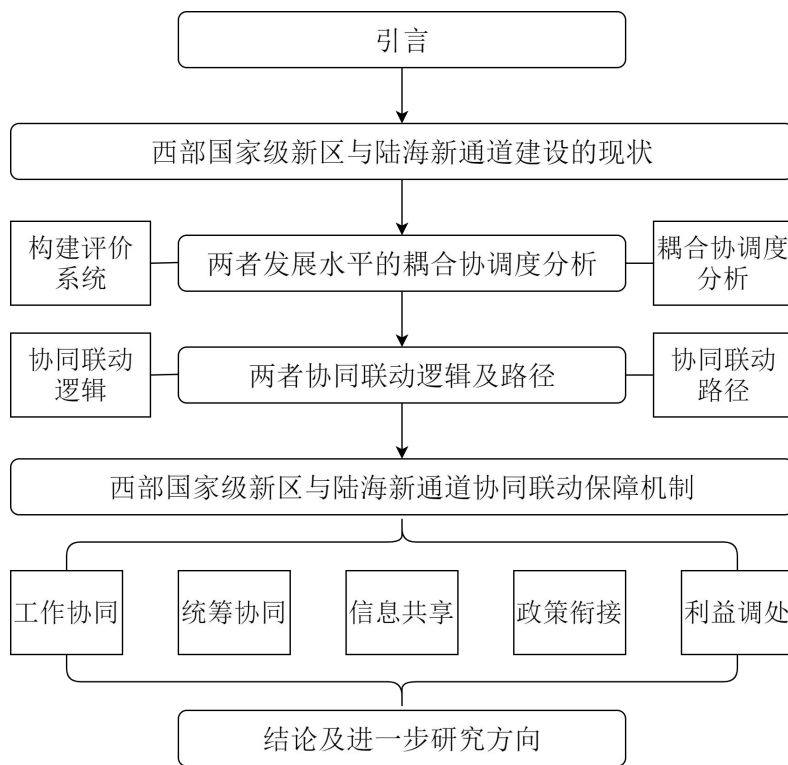 引言
西部国家级新区与陆海新通道建设的现状
构建评价
系统
两者发展水平的耦合协调度分析
耦合协调度
分析
协同联动
逻辑
两者协同联动逻辑及路径
协同联动
路径
西部国家级新区与陆海新通道协同联动保障机制
工作协同
统筹协同
信息共享
政策衔接
利益调处
结论及进一步研究方向